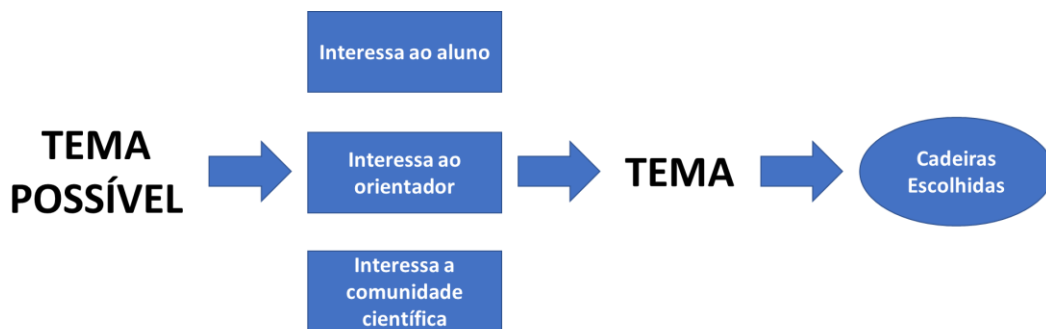 TEMA
POSSÍVEL
Interessa ao aluno
Interessa ao
orientador
Interessa a
comunidade
científica
TEMA
Cadeiras
Escolhidas